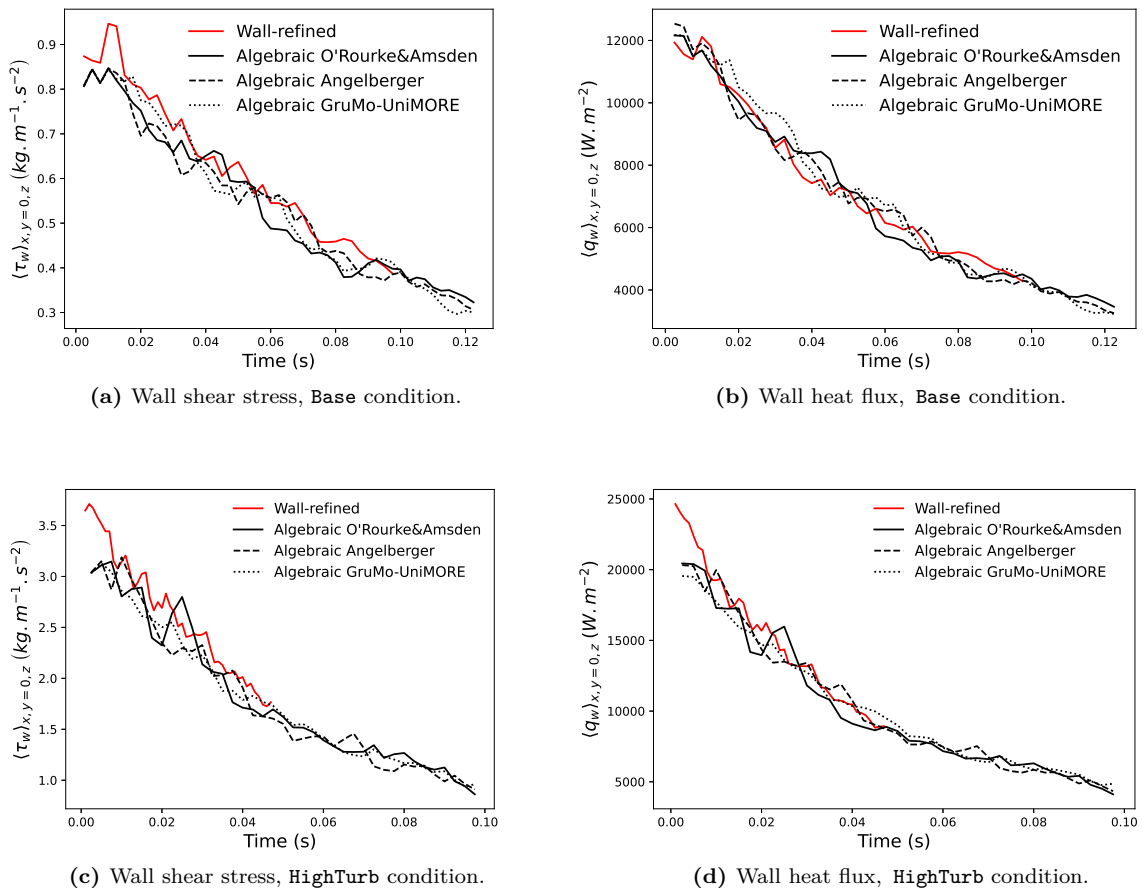 0.9
0.8
0.7
0.6
0.5
0.4
0.3
⟨τw⟩x,y=0,z (kg.m−1.s−2)
Wall-refined
Algebraic O'Rourke&Amsden
Algebraic Angelberger
Algebraic GruMo-UniMORE
0.00 0.02 0.04 0.06 0.08 0.10 0.12
Time (s)
(a) Wall shear stress, Base condition.
12000
10000
8000
6000
4000
⟨qw⟩x,y=0,z (W.m−2)
Wall-refined
Algebraic O'Rourke&Amsden
Algebraic Angelberger
Algebraic GruMo-UniMORE
0.00 0.02 0.04 0.06 0.08 0.10 0.12
Time (s)
(b) Wall heat flux, Base condition.
3.5
3.0
2.5
2.0
1.5
1.0
⟨τw⟩x,y=0,z (kg.m−1.s−2)
Wall-refined
Algebraic O'Rourke&Amsden
Algebraic Angelberger
Algebraic GruMo-UniMORE
0.00 0.02 0.04 0.06 0.08 0.10
Time (s)
(c) Wall shear stress, HighTurb condition.
25000
20000
15000
10000
5000
⟨qw⟩x,y=0,z (W.m−2)
Wall-refined
Algebraic O'Rourke&Amsden
Algebraic Angelberger
Algebraic GruMo-UniMORE
0.00 0.02 0.04 0.06 0.08 0.10
Time (s)
(d) Wall heat flux, HighTurb condition.